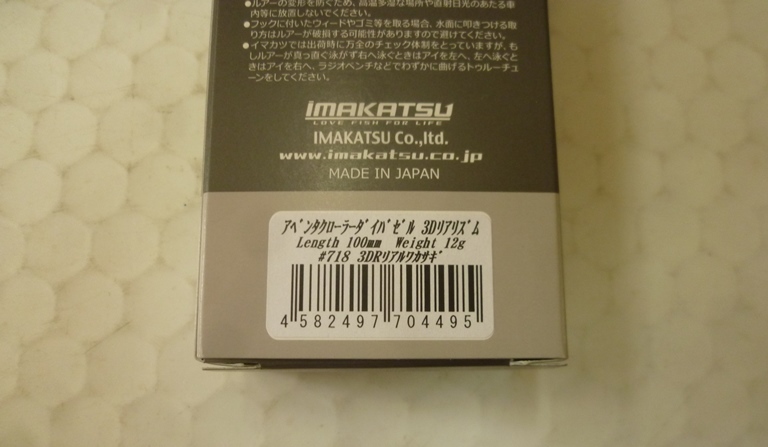 ●ルアーの変形を防ぐため、高温多湿な場所や直射日光のあたる車
内等に放置しないでください。
●フックに付いたウィードやゴミ等を取る場合、水面に叩きつける取
り方はルアーが破損する可能性がありますので避けてください。
●イマカツでは出荷時に万全のチェック体制をとっていますが、も
しルアーが真っ直ぐ泳がず右へ泳ぐときはアイを左へ、左へ泳ぐと
きはアイを右へ、ラジオペンチなどでわずかに曲げるトゥルーチュ
ーンをしてください。
IMAKATSU
LOVE FISH FOR LIFE
IMAKATSU Co.,ltd.
www.imakatsu.co.jp
MADE IN JAPAN
ｱﾍﾞﾝﾀｸﾛｰﾗｰﾀﾞｲﾊﾞｾﾞﾙ 3Dﾘｱﾘｽﾞﾑ
Length 100mm Weight 12g
#718 3DRﾘｱﾙﾜｶｻｷﾞ
4 582497 704495